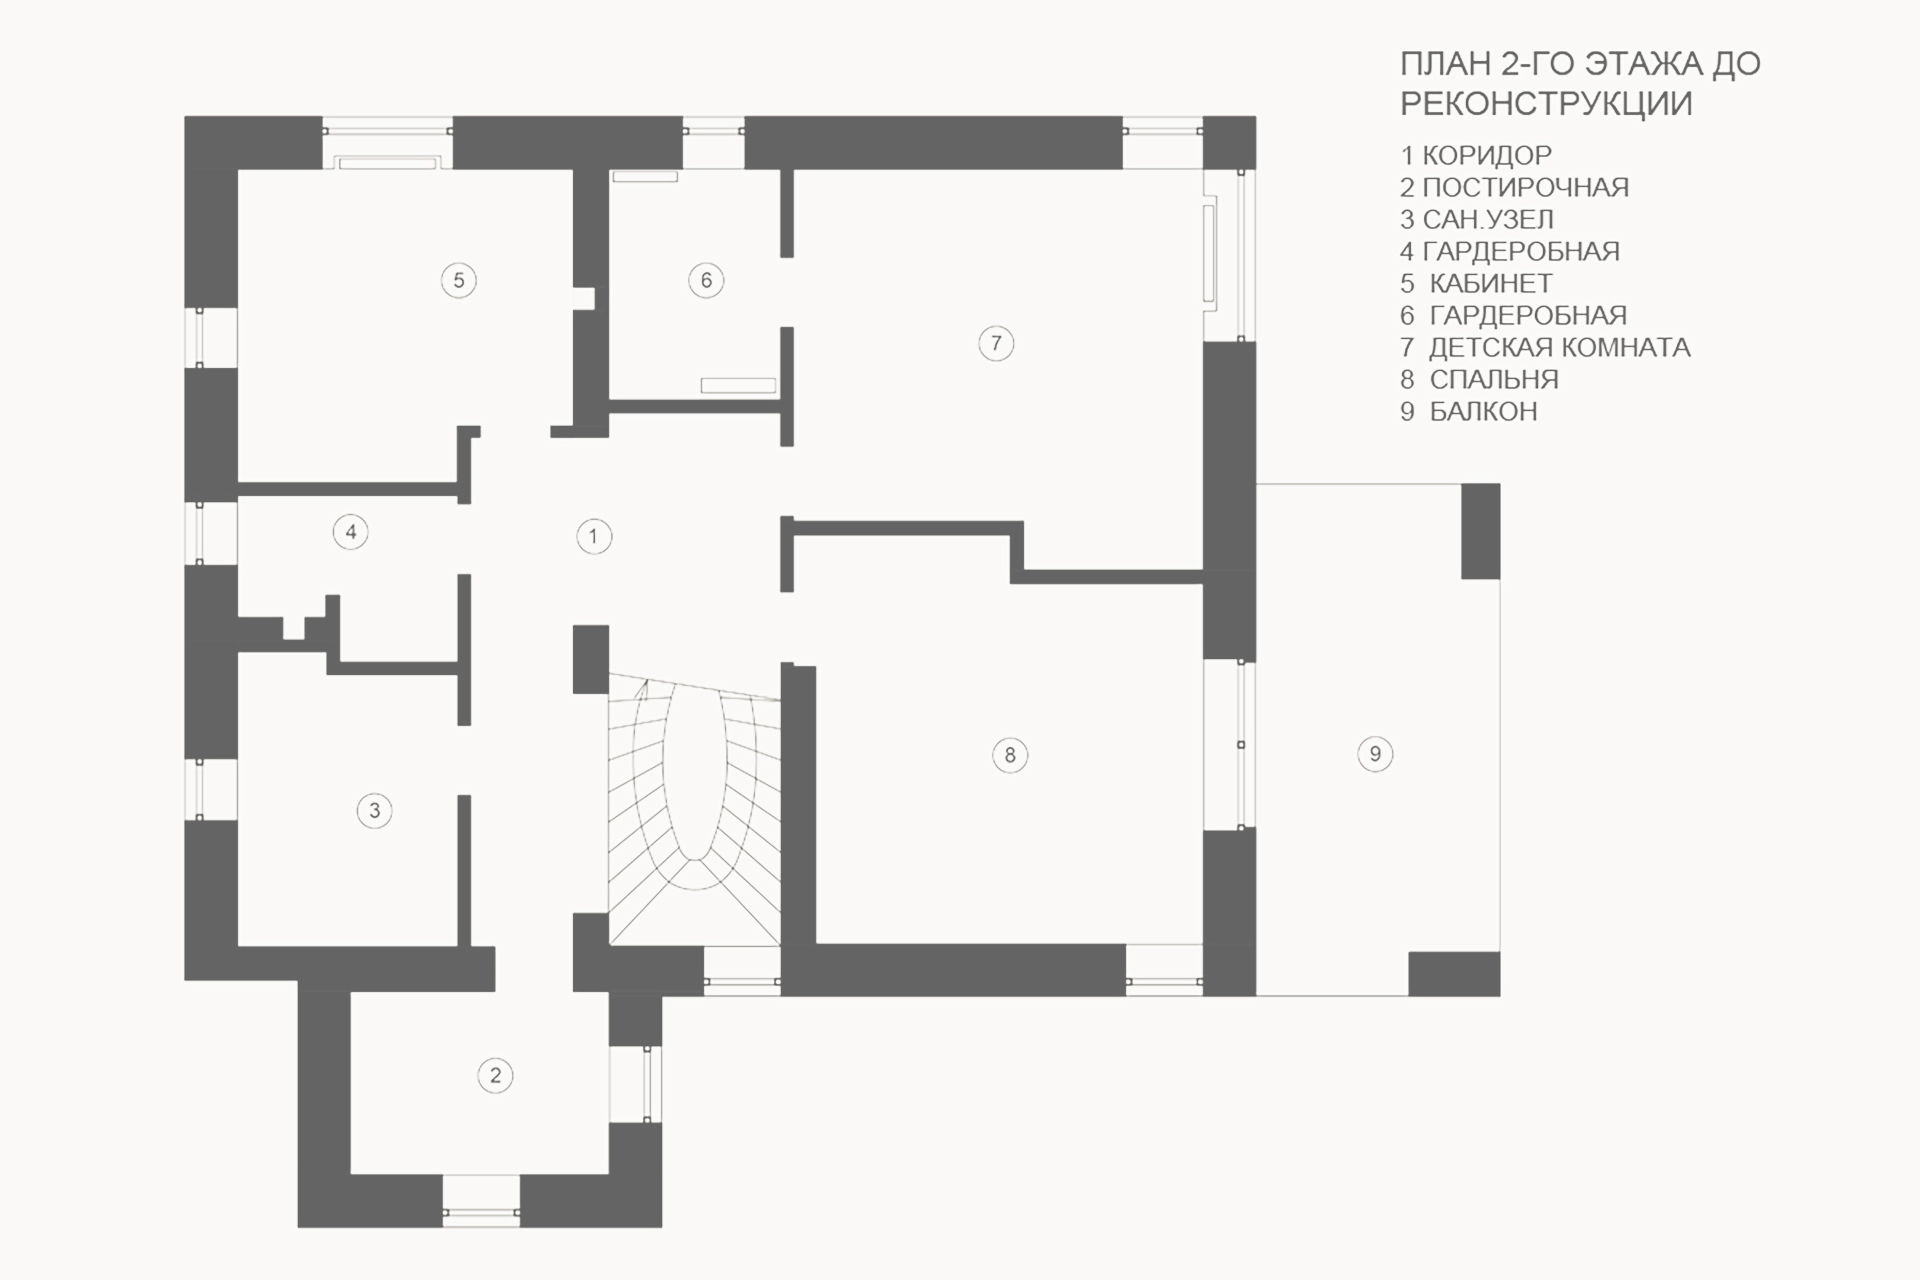 ПЛАН 2-ГО ЭТАЖА ДО
РЕКОНСТРУКЦИИ
1 КОРИДОР
2 ПОСТИРОЧНАЯ
3 САН.УЗЕЛ
4 ГАРДЕРОБНАЯ
5 КАБИНЕТ
6 ГАРДЕРОБНАЯ
7 ДЕТСКАЯ КОМНАТА
8 СПАЛЬНЯ
9 БАЛКОН
5
6
7
4
1
8
9
3
2